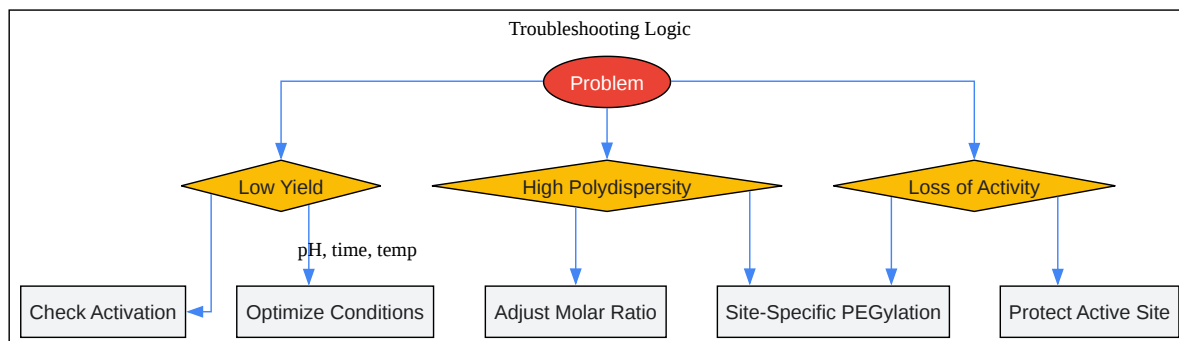 Troubleshooting Logic
Problem
Low Yield
High Polydispersity
Loss of Activity
pH, time, temp
Check Activation
Optimize Conditions
Adjust Molar Ratio
Site-Specific PEGylation
Protect Active Site